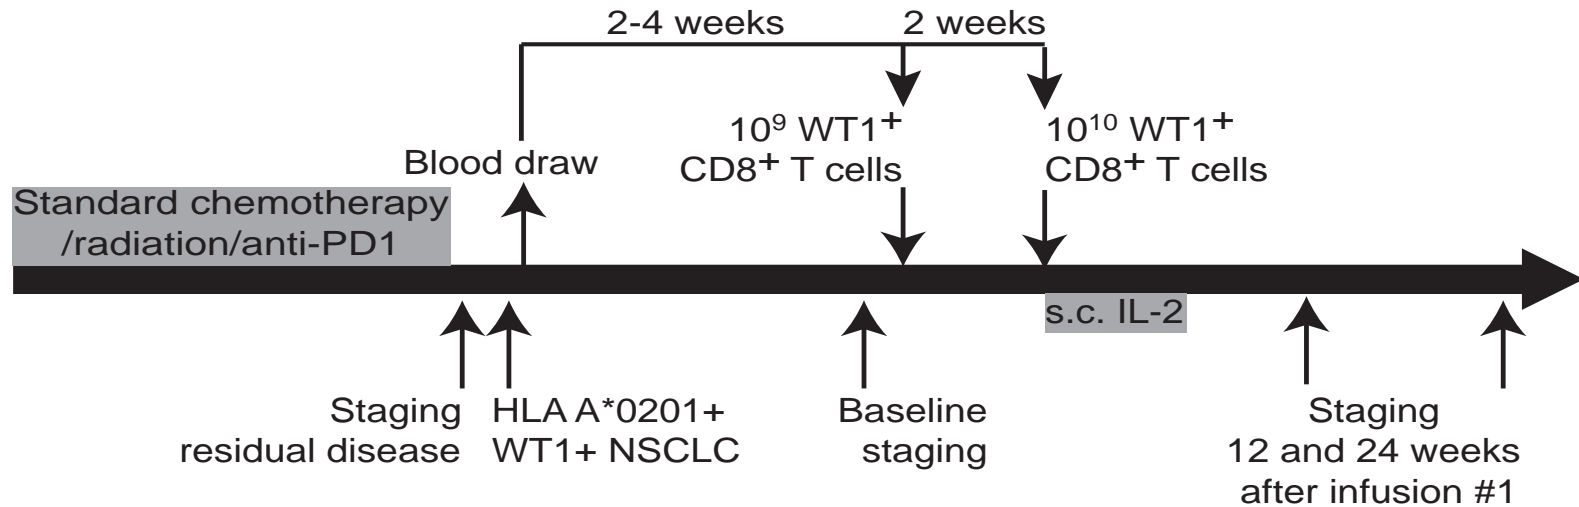 2-4 weeks
2 weeks
10⁹ WT1⁺
CD8⁺ T cells
10¹⁰ WT1⁺
CD8⁺ T cells
Blood draw
Standard chemotherapy
/radiation/anti-PD1
s.c. IL-2
Staging
residual disease
HLA A*0201+
WT1+ NSCLC
Baseline
staging
Staging
12 and 24 weeks
after infusion #1